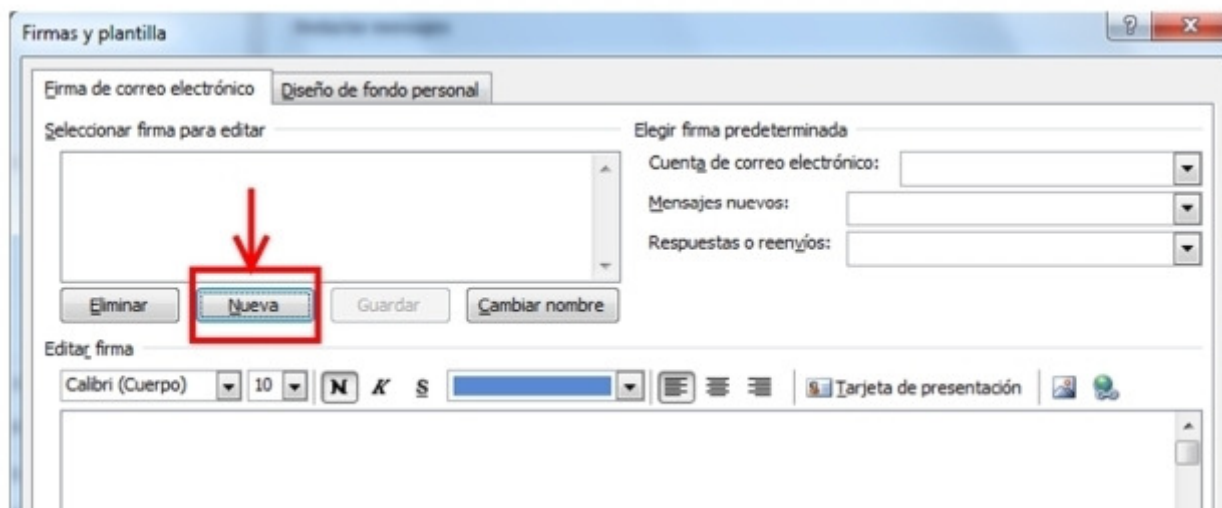 Firmas y plantilla
Firma de correo electrónico
Diseño de fondo personal
Seleccionar firma para editar
Elegir firma predeterminada
Cuenta de correo electrónico:
Mensajes nuevos:
Respuestas o reenvíos:
Eliminar
Nueva
Guardar
Cambiar nombre
Editar firma
Calibri (Cuerpo)
10
N
K
S
Tarjeta de presentación